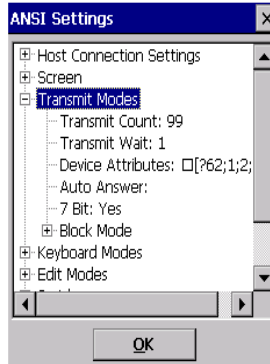 ANSI Settings
Host Connection Settings
Screen
Transmit Modes
Transmit Count: 99
Transmit Wait: 1
Device Attributes: □[?62;1;2;
Auto Answer:
7 Bit: Yes
Block Mode
Keyboard Modes
Edit Modes
OK